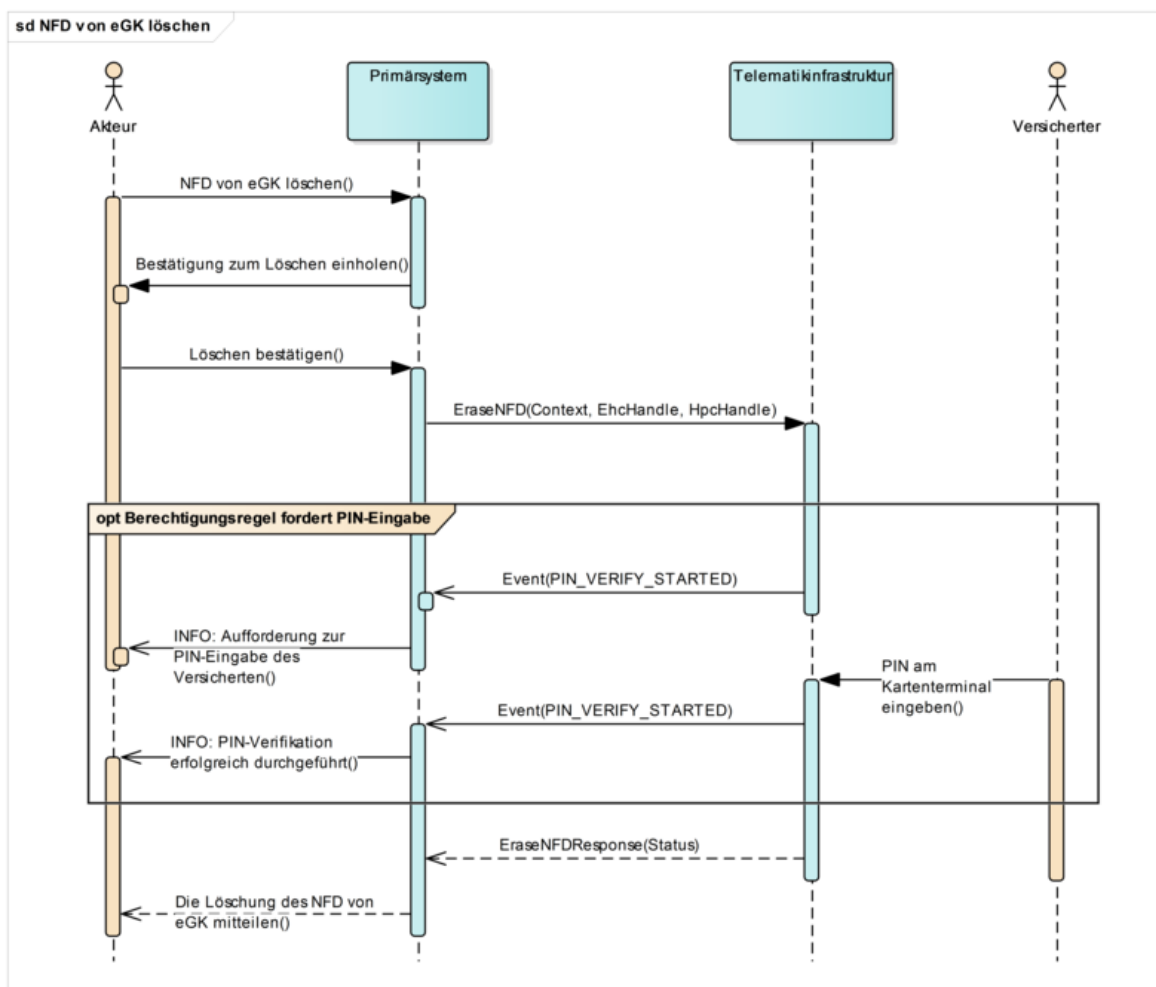 sd NFD von eGK löschen
Akteur
Primärsystem
Telematikinfrastruktur
Versicherter
NFD von eGK löschen()
Bestätigung zum Löschen einholen()
Löschen bestätigen()
EraseNFD(Context, EhcHandle, HpcHandle)
opt Berechtigungsregel fordert PIN-Eingabe
Event(PIN_VERIFY_STARTED)
INFO: Aufforderung zur
PIN-Eingabe des
Versicherten()
PIN am
Kartenterminal
eingeben()
Event(PIN_VERIFY_STARTED)
INFO: PIN-Verifikation
erfolgreich durchgeführt()
EraseNFDResponse(Status)
Die Löschung des NFD von
eGK mitteilen()